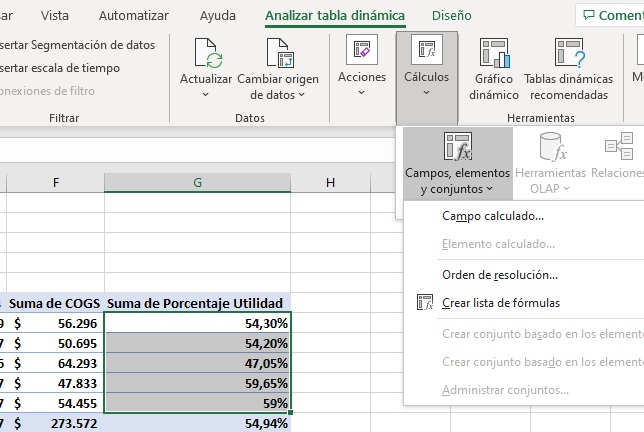 sar Vista Automatizar Ayuda Analizar tabla dinámica Diseño Coment
sertar Segmentación de datos
sertar escala de tiempo
onexiones de filtro
Filtrar
Actualizar
Cambiar origen
de datos
Datos
Acciones
Cálculos
Gráfico
dinámico
Tablas dinámicas
recomendadas
Herramientas
Campos, elementos
y conjuntos
Herramientas
OLAP
Relaciones
Campo calculado...
Elemento calculado...
Orden de resolución...
Crear lista de fórmulas
Crear conjunto basado en los elemento
Crear conjunto basado en los elemento
Administrar conjuntos...
F G H
Suma de COGS Suma de Porcentaje Utilidad
9 $ 56.296 54,30%
7 $ 50.695 54,20%
5 $ 64.293 47,05%
7 $ 47.833 59,65%
7 $ 54.455 59%
7 $ 273.572 54,94%